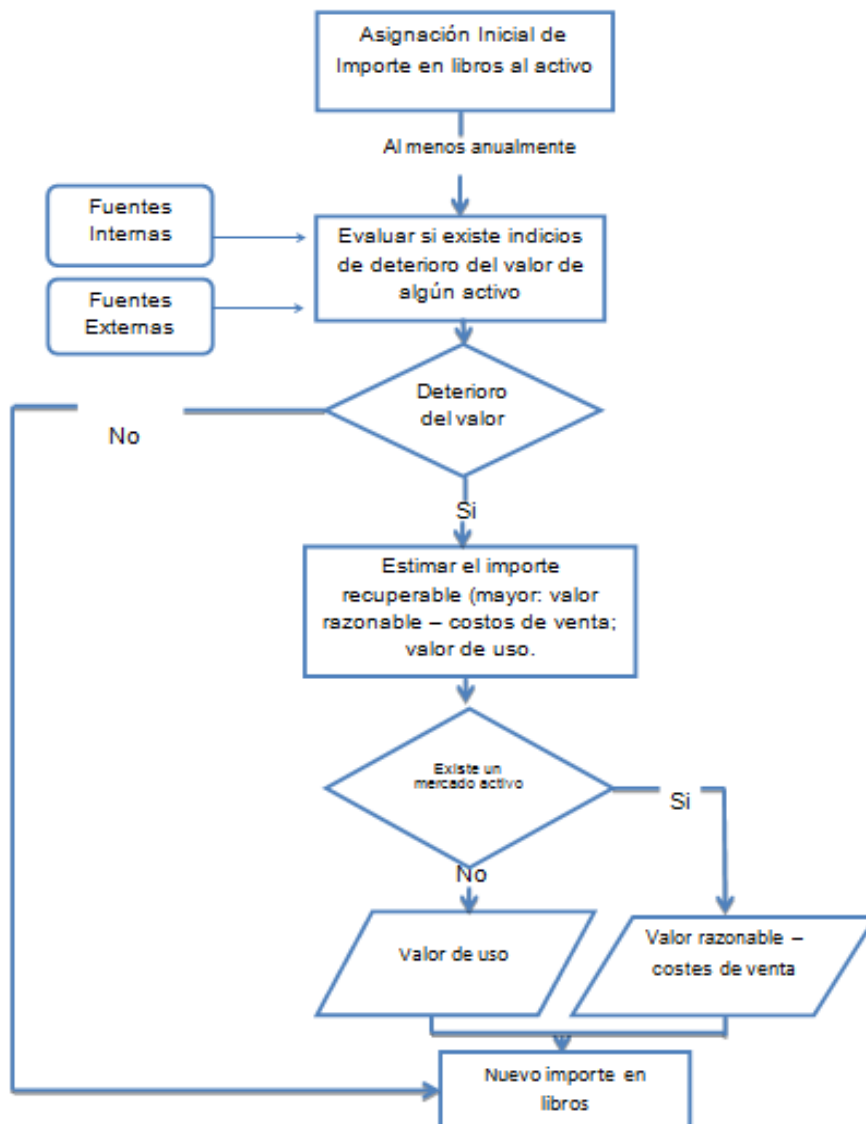 Asignación Inicial de
Importe en libros al activo
Al menos anualmente
Fuentes
Internas
Evaluar si existe indicios
de deterioro del valor de
algún activo
Fuentes
Externas
Deterioro
del valor
No
Si
Estimar el importe
recuperable (mayor: valor
razonable – costos de venta;
valor de uso.
Existe un
mercado activo
Si
No
Valor de uso
Valor razonable –
costes de venta
Nuevo importe en
libros